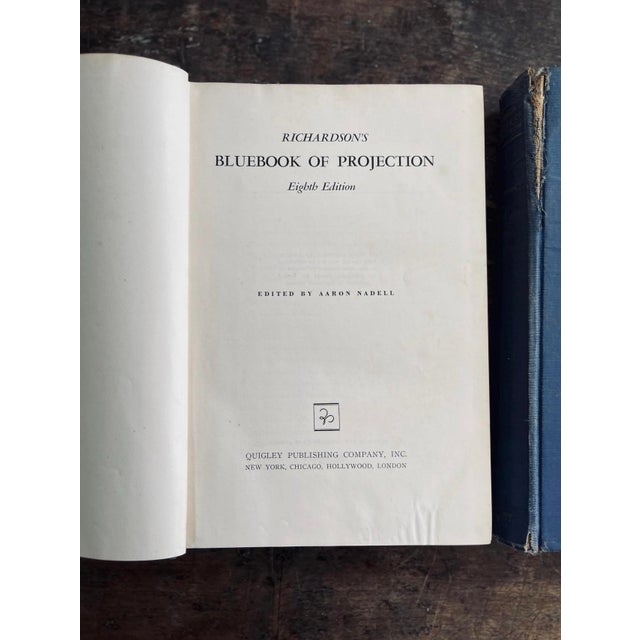 RICHARDSON'S
BLUEBOOK OF PROJECTION
Eighth Edition
EDITED BY AARON NADELL
QUIGLEY PUBLISHING COMPANY, INC.
NEW YORK, CHICAGO, HOLLYWOOD, LONDON